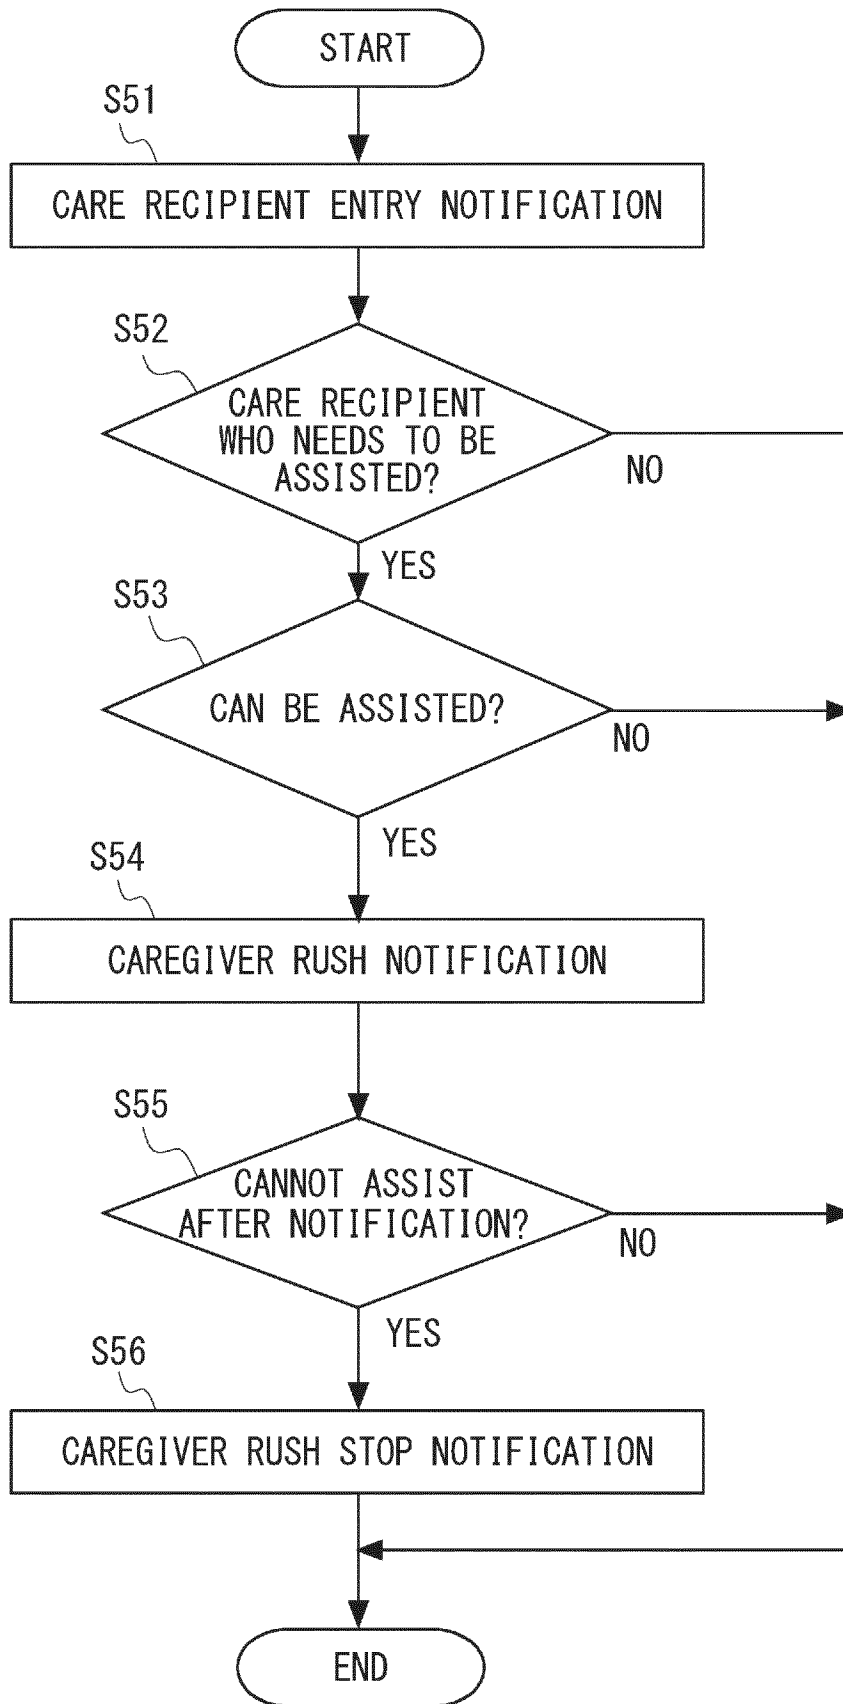 START
S51
CARE RECIPIENT ENTRY NOTIFICATION
S52
CARE RECIPIENT
WHO NEEDS TO BE
ASSISTED?
NO
YES
S53
CAN BE ASSISTED?
NO
YES
S54
CAREGIVER RUSH NOTIFICATION
S55
CANNOT ASSIST
AFTER NOTIFICATION?
NO
YES
S56
CAREGIVER RUSH STOP NOTIFICATION
END